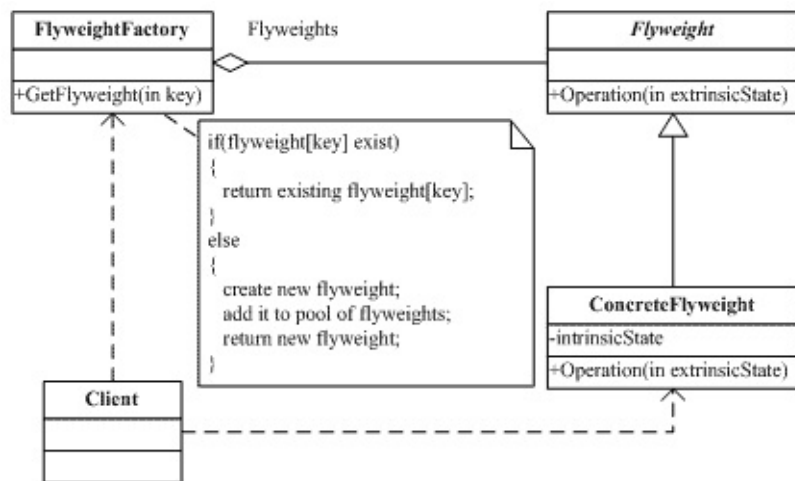 FlyweightFactory
+GetFlyweight(in key)
Flyweights
Flyweight
+Operation(in extrinsicState)
if(flyweight[key] exist)
{
return existing flyweight[key];
}
else
{
create new flyweight;
add it to pool of flyweights;
return new flyweight;
}
ConcreteFlyweight
-intrinsicState
+Operation(in extrinsicState)
Client